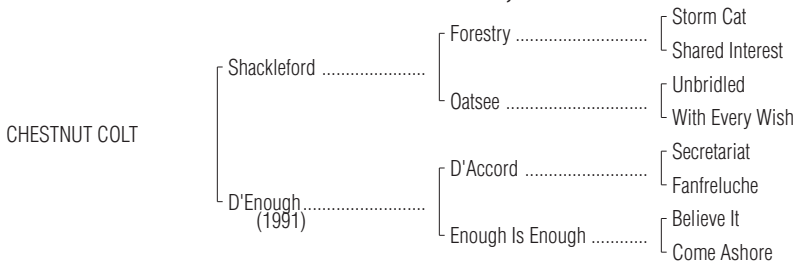 Storm Cat
Forestry ..............................
Shared Interest
Shackleford .......................
Unbridled
Oatsee ................................
With Every Wish
CHESTNUT COLT
Secretariat
D'Accord ............................
Fanfreluche
D'Enough...........................
(1991)
Believe It
Enough Is Enough .............
Come Ashore